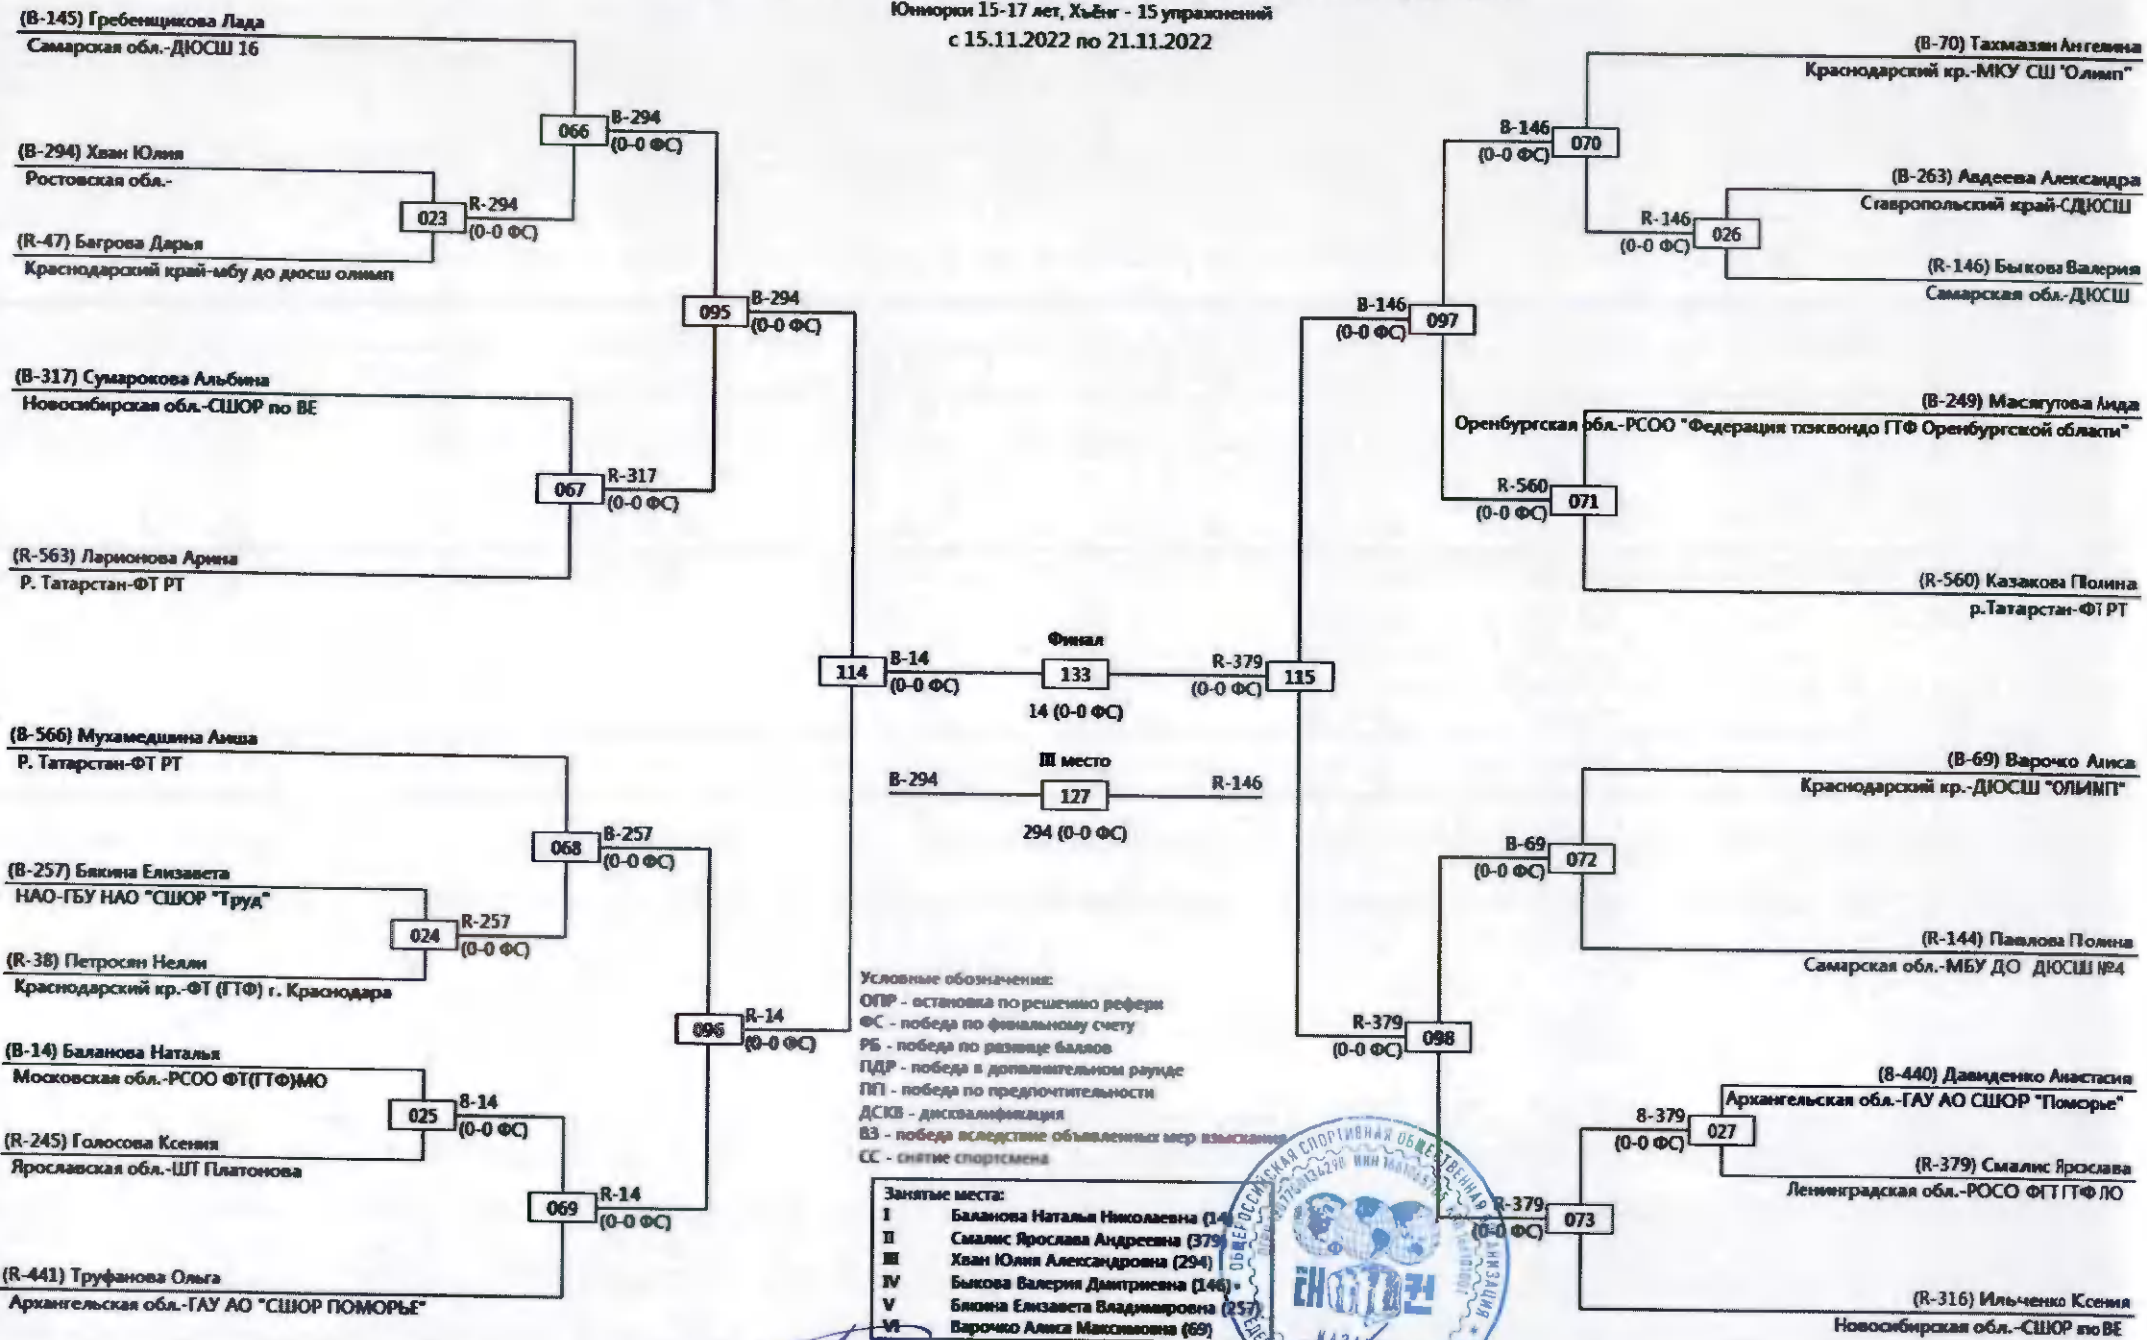 Юниорки 15-17 лет, Хъёнг - 15 упражнений
с 15.11.2022 по 21.11.2022
(B-145) Гребенщикова Лада
Самарская обл.-ДЮСШ 16
066
B-294
(0-0 ФС)
(B-294) Хван Юлия
Ростовская обл.-
023
R-294
(0-0 ФС)
(R-47) Багрова Дарья
Краснодарский край-мбу до дюсш олимп
095
B-294
(0-0 ФС)
(B-317) Сумарокова Альбина
Новосибирская обл.-СШОР по ВЕ
067
R-317
(0-0 ФС)
(R-563) Ларионова Арина
Р. Татарстан-ФТ РТ
114
B-14
(0-0 ФС)
(B-566) Мухамедшина Аиша
Р. Татарстан-ФТ РТ
068
B-257
(0-0 ФС)
(B-257) Бякина Елизавета
НАО-ГБУ НАО "СШОР "Труд"
024
R-257
(0-0 ФС)
(R-38) Петросян Нелли
Краснодарский кр.-ФТ (ГТФ) г. Краснодара
096
R-14
(0-0 ФС)
(B-14) Баланова Наталья
Московская обл.-РСОО ФТ(ГТФ)МО
025
B-14
(0-0 ФС)
(R-245) Голосова Ксения
Ярославская обл.-ШТ Платонова
069
R-14
(0-0 ФС)
(R-441) Труфанова Ольга
Архангельская обл.-ГАУ АО "СШОР ПОМОРЬЕ"
Финал
133
14 (0-0 ФС)
III место
B-294
127
R-146
294 (0-0 ФС)
(B-70) Тахмазян Ангелина
Краснодарский кр.-МКУ СШ "Олимп"
B-146
(0-0 ФС)
070
(B-263) Авдеева Александра
Ставропольский край-СДЮСШ
R-146
(0-0 ФС)
026
(R-146) Быкова Валерия
Самарская обл.-ДЮСШ
B-146
(0-0 ФС)
097
(B-249) Масягутова Аида
Оренбургская обл.-РСОО "Федерация тхэквондо ГТФ Оренбургской области"
R-560
(0-0 ФС)
071
(R-560) Казакова Полина
р.Татарстан-ФТ РТ
R-379
(0-0 ФС)
115
(B-69) Варочко Алиса
Краснодарский кр.-ДЮСШ "ОЛИМП"
B-69
(0-0 ФС)
072
(R-144) Павлова Полина
Самарская обл.-МБУ ДО ДЮСШ №4
R-379
(0-0 ФС)
098
(B-440) Давиденко Анастасия
Архангельская обл.-ГАУ АО СШОР "Поморье"
B-379
(0-0 ФС)
027
(R-379) Смалис Ярослава
Ленинградская обл.-РОСО ФГТ ГТФ ЛО
R-379
(0-0 ФС)
073
(R-316) Ильченко Ксения
Новосибирская обл.-СШОР по ВЕ
Условные обозначения:
ОПР - остановка по решению рефери
ФС - победа по финальному счету
РБ - победа по разнице баллов
ПДР - победа в дополнительном раунде
ПП - победа по предпочтительности
ДСКВ - дисквалификация
ВЗ - победа вследствие объявленных мер взыскания
СС - снятие спортсмена
Занятые места:
I Баланова Наталья Николаевна (14)
II Смалис Ярослава Андреевна (379)
III Хван Юлия Александровна (294)
IV Быкова Валерия Дмитриевна (146)
V Бякина Елизавета Владимировна (257)
VI Варочко Алиса Максимовна (69)
ОБЩЕРОССИЙСКАЯ СПОРТИВНАЯ ОБЩЕСТВЕННАЯ ОРГАНИЗАЦИЯ